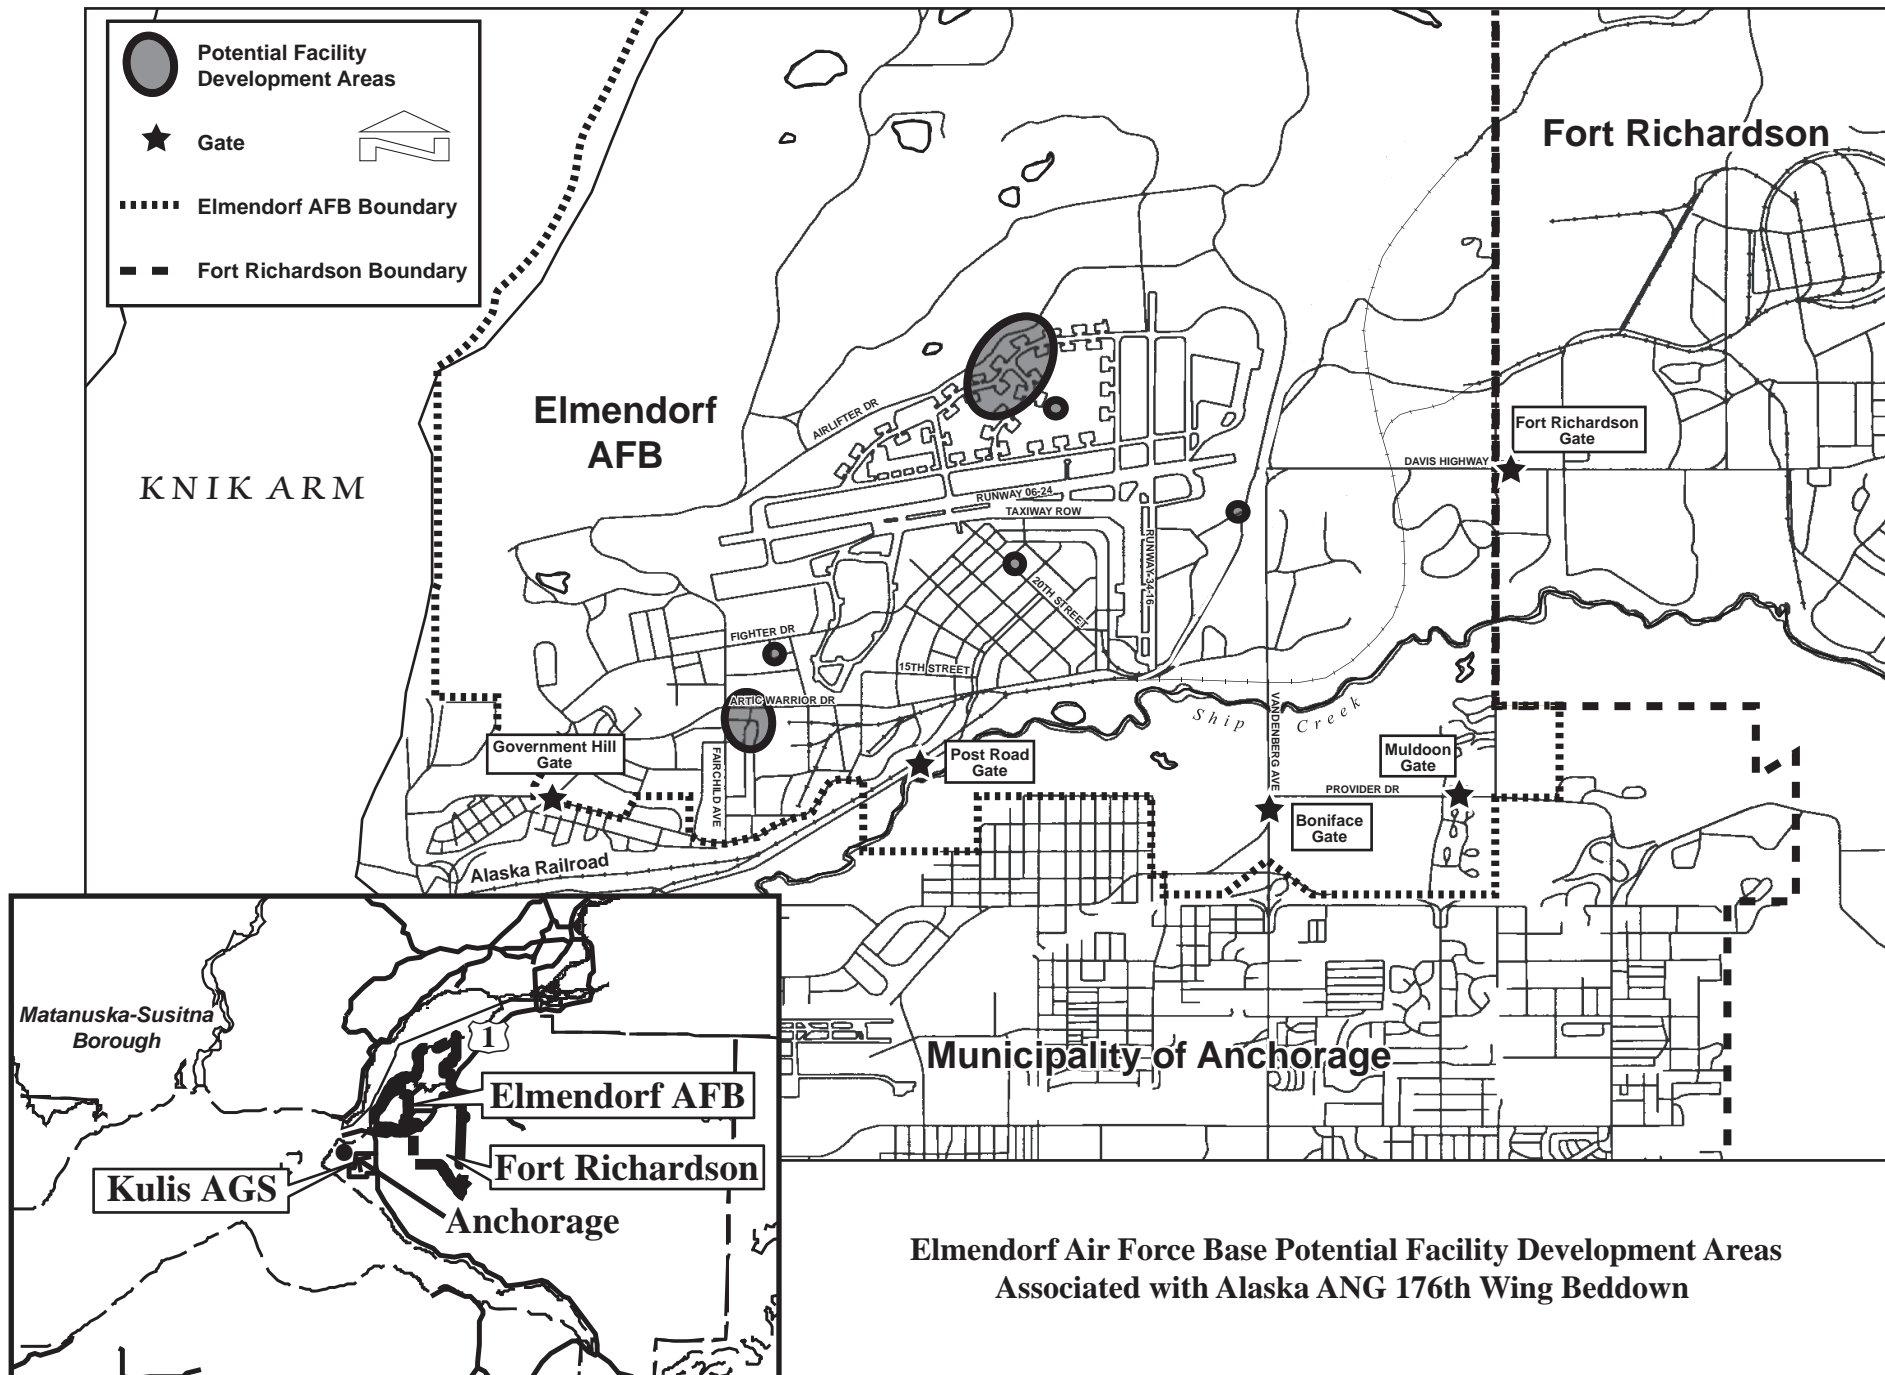 Potential Facility
Development Areas
Gate
N
Elmendorf AFB Boundary
Fort Richardson Boundary
Fort Richardson
Elmendorf
AFB
KNIK ARM
AIRLIFTER DR
Fort Richardson
Gate
DAVIS HIGHWAY
RUNWAY 06-24
TAXIWAY ROW
RUNWAY 34-16
20TH STREET
FIGHTER DR
15TH STREET
ARTIC WARRIOR DR
Ship Creek
VANDENBERG AVE
Government Hill
Gate
FAIRCHILD AVE
Post Road
Gate
Muldoon
Gate
PROVIDER DR
Boniface
Gate
Alaska Railroad
Municipality of Anchorage
Matanuska-Susitna
Borough
1
Elmendorf AFB
Fort Richardson
Kulis AGS
Anchorage
Elmendorf Air Force Base Potential Facility Development Areas
Associated with Alaska ANG 176th Wing Beddown